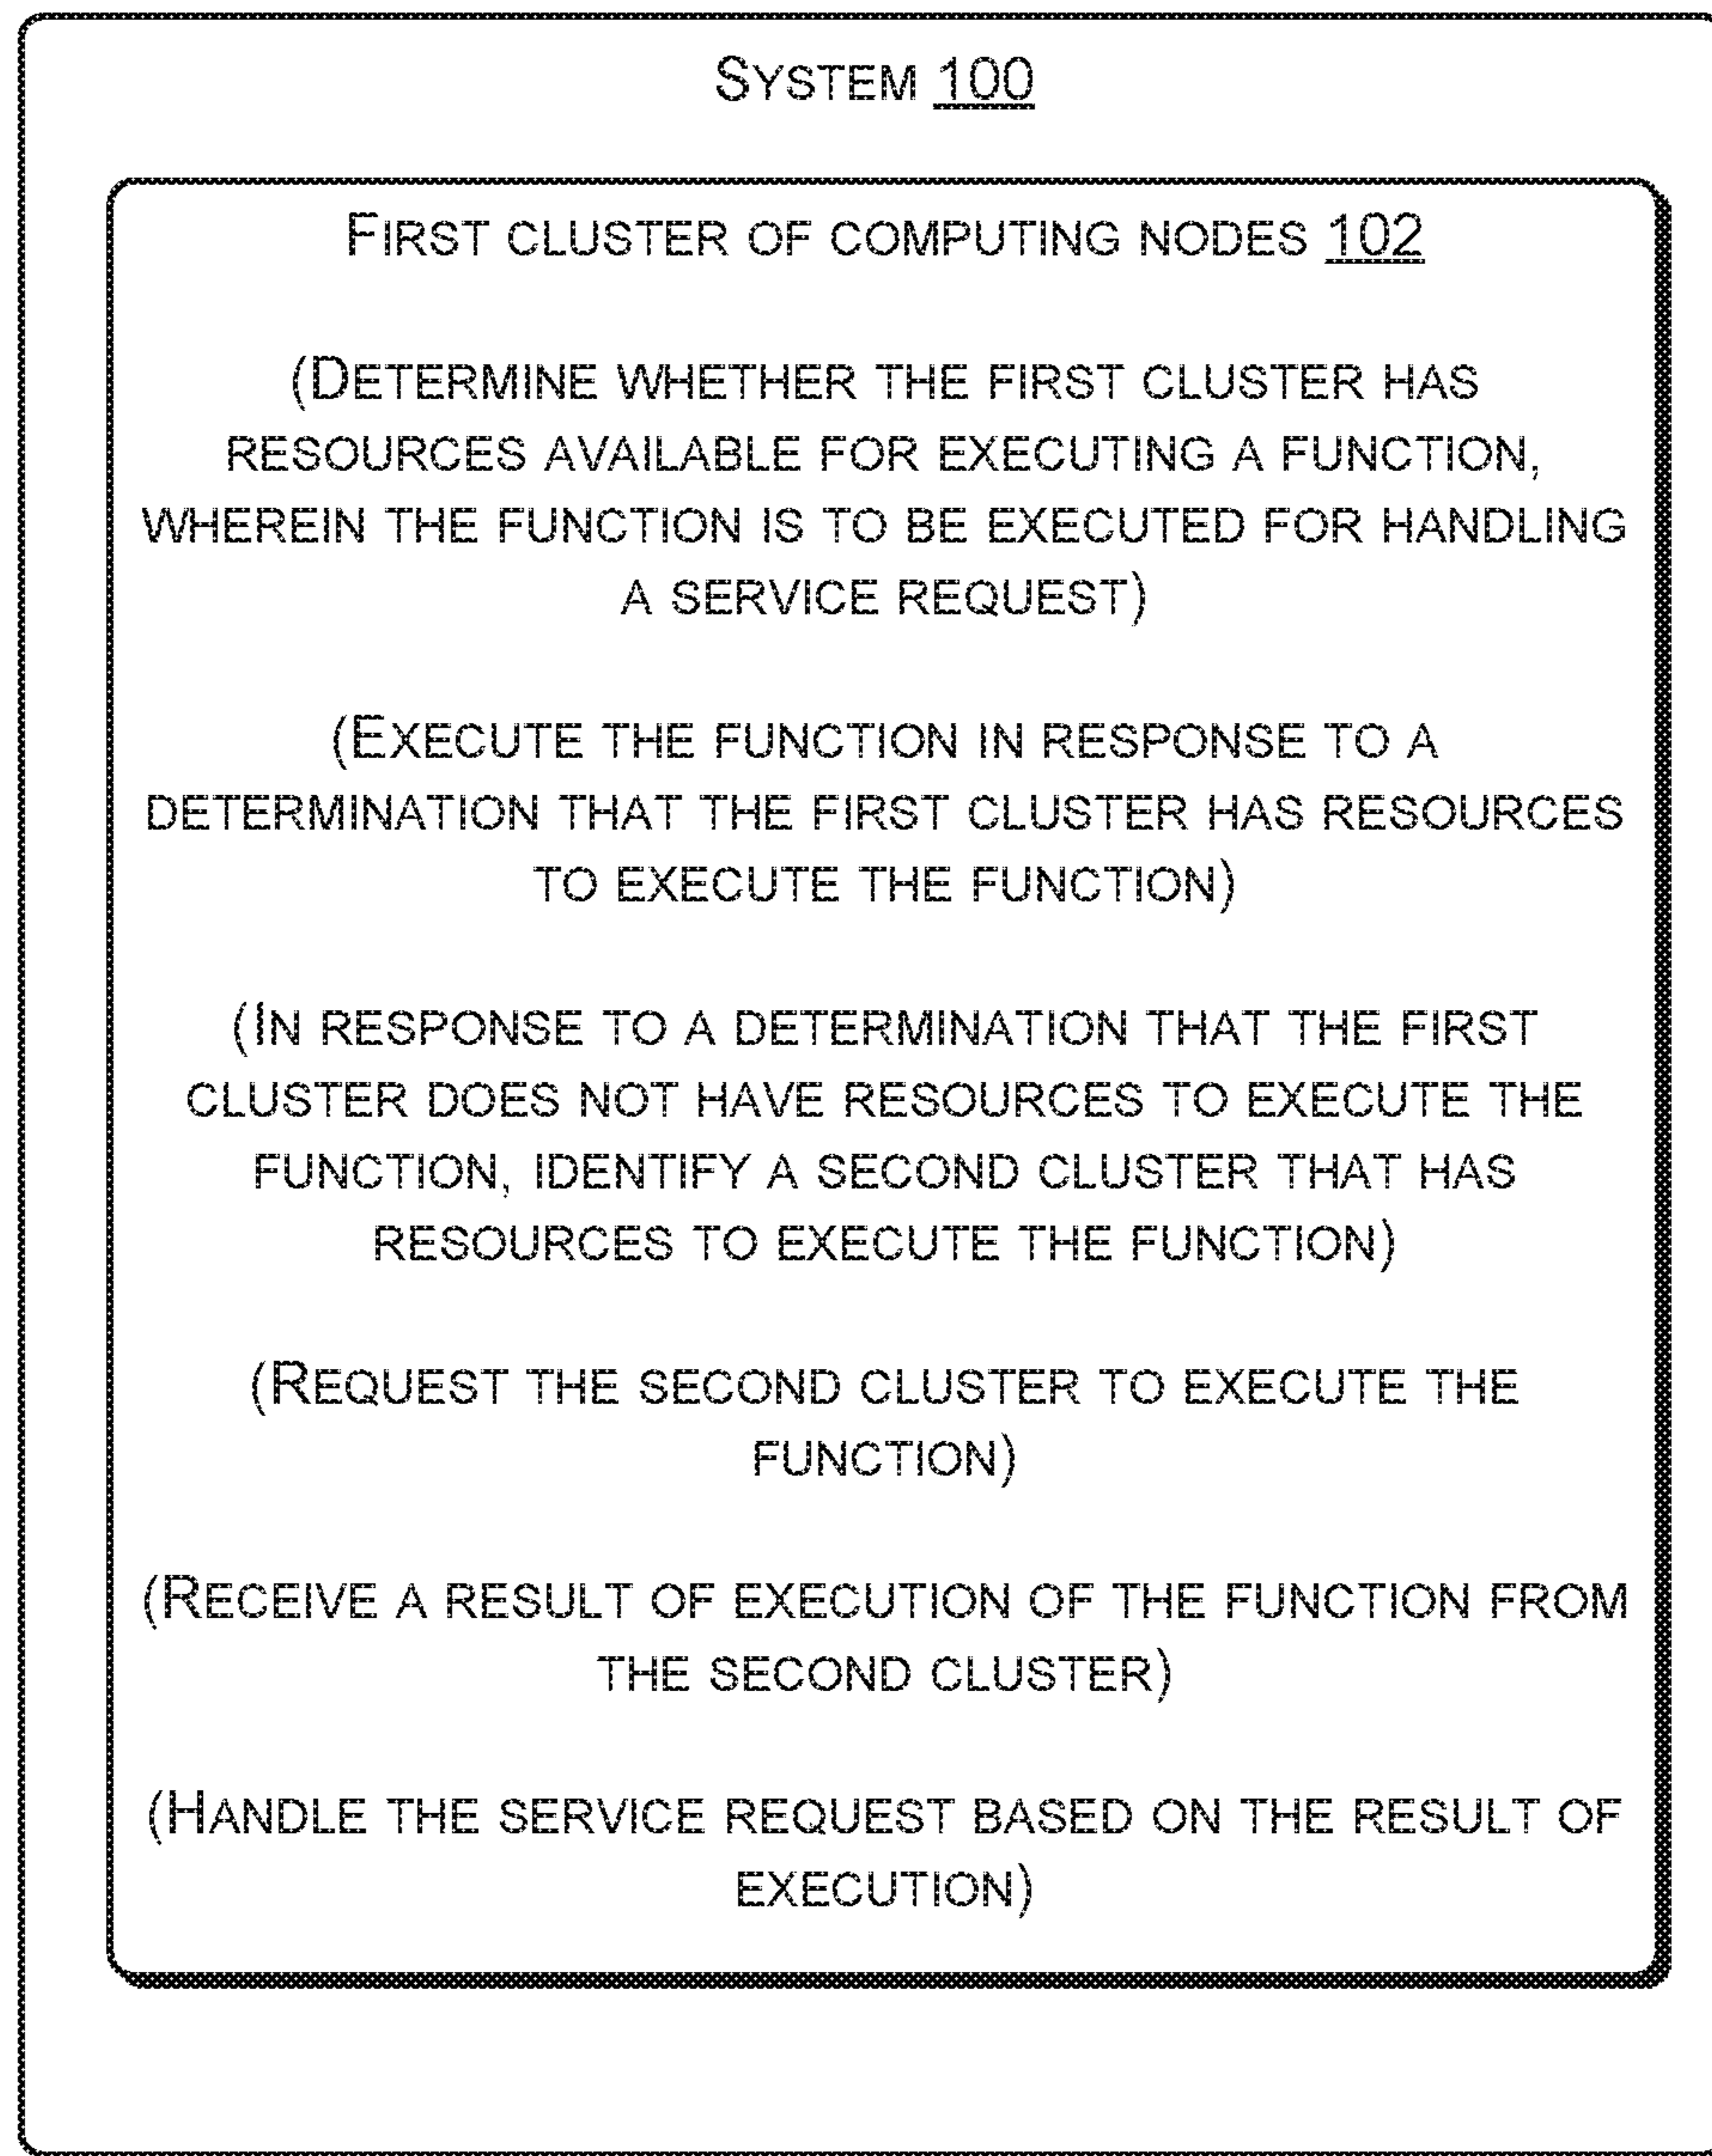 SYSTEM 100
FIRST CLUSTER OF COMPUTING NODES 102
(DETERMINE WHETHER THE FIRST CLUSTER HAS
RESOURCES AVAILABLE FOR EXECUTING A FUNCTION,
WHEREIN THE FUNCTION IS TO BE EXECUTED FOR HANDLING
A SERVICE REQUEST)
(EXECUTE THE FUNCTION IN RESPONSE TO A
DETERMINATION THAT THE FIRST CLUSTER HAS RESOURCES
TO EXECUTE THE FUNCTION)
(IN RESPONSE TO A DETERMINATION THAT THE FIRST
CLUSTER DOES NOT HAVE RESOURCES TO EXECUTE THE
FUNCTION, IDENTIFY A SECOND CLUSTER THAT HAS
RESOURCES TO EXECUTE THE FUNCTION)
(REQUEST THE SECOND CLUSTER TO EXECUTE THE
FUNCTION)
(RECEIVE A RESULT OF EXECUTION OF THE FUNCTION FROM
THE SECOND CLUSTER)
(HANDLE THE SERVICE REQUEST BASED ON THE RESULT OF
EXECUTION)